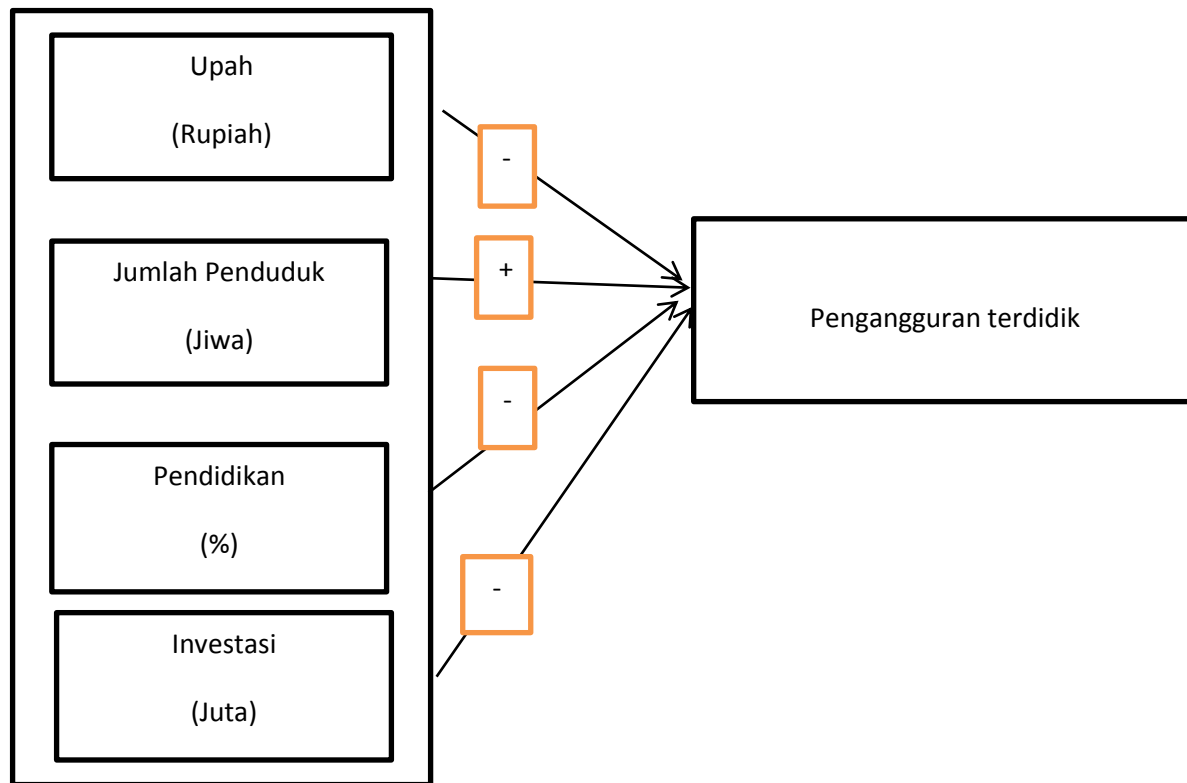 Upah
(Rupiah)
-
Jumlah Penduduk
(Jiwa)
+
Pengangguran terdidik
Pendidikan
(%)
-
Investasi
(Juta)
-